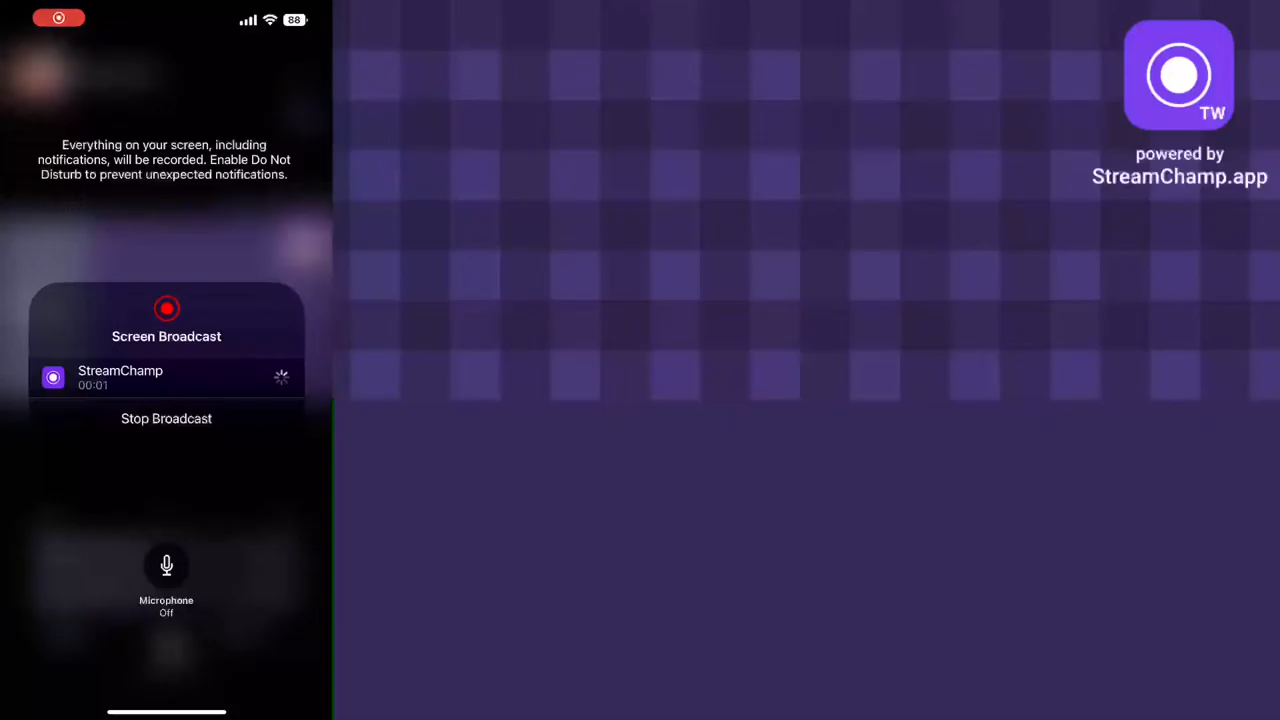 88
Everything on your screen, including
notifications, will be recorded. Enable Do Not
Disturb to prevent unexpected notifications.
Screen Broadcast
StreamChamp
00:01
Stop Broadcast
Microphone
Off
TW
powered by
StreamChamp.app